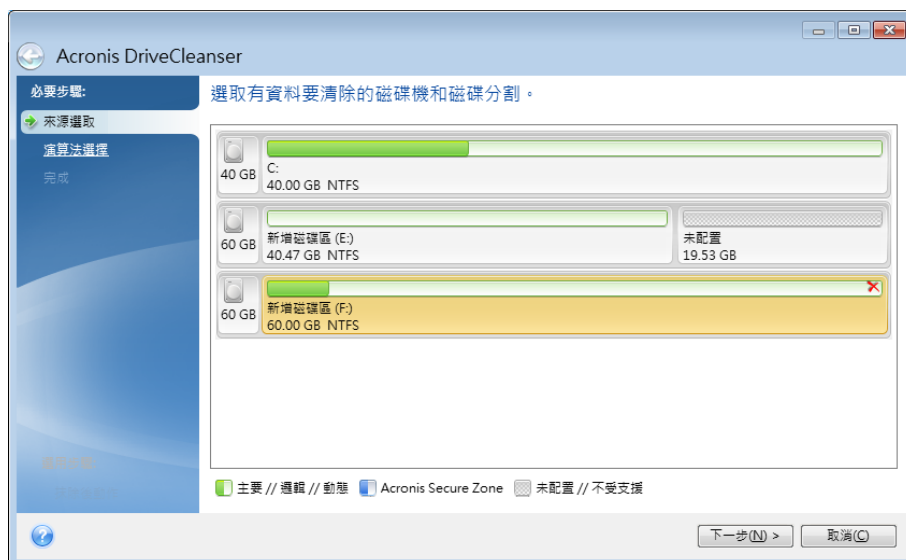 Acronis DriveCleanser
必要步驟:
來源選取
演算法選擇
完成
選取有資料要清除的磁碟機和磁碟分割。
40 GB
C:
40.00 GB NTFS
60 GB
新增磁碟區 (E:)
40.47 GB NTFS
未配置
19.53 GB
60 GB
新增磁碟區 (F:)
60.00 GB NTFS
主要 // 邏輯 // 動態 Acronis Secure Zone 未配置 // 不受支援
下一步(N) > 取消(C)